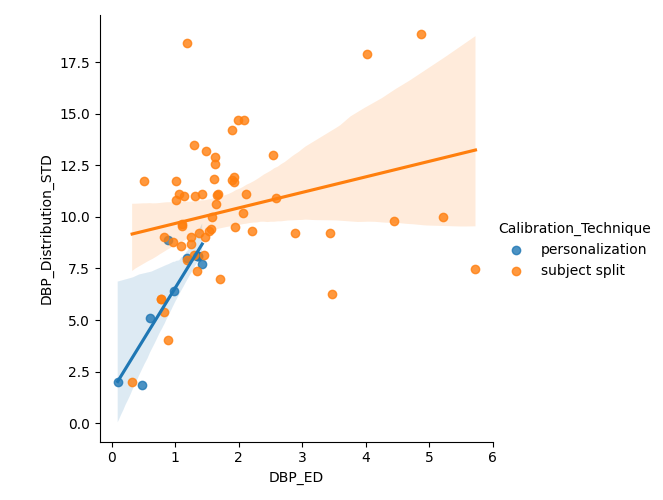 17.5
15.0
12.5
10.0
7.5
5.0
2.5
0.0
DBP_Distribution_STD
0 1 2 3 4 5 6
DBP_ED
Calibration_Technique
personalization
subject split